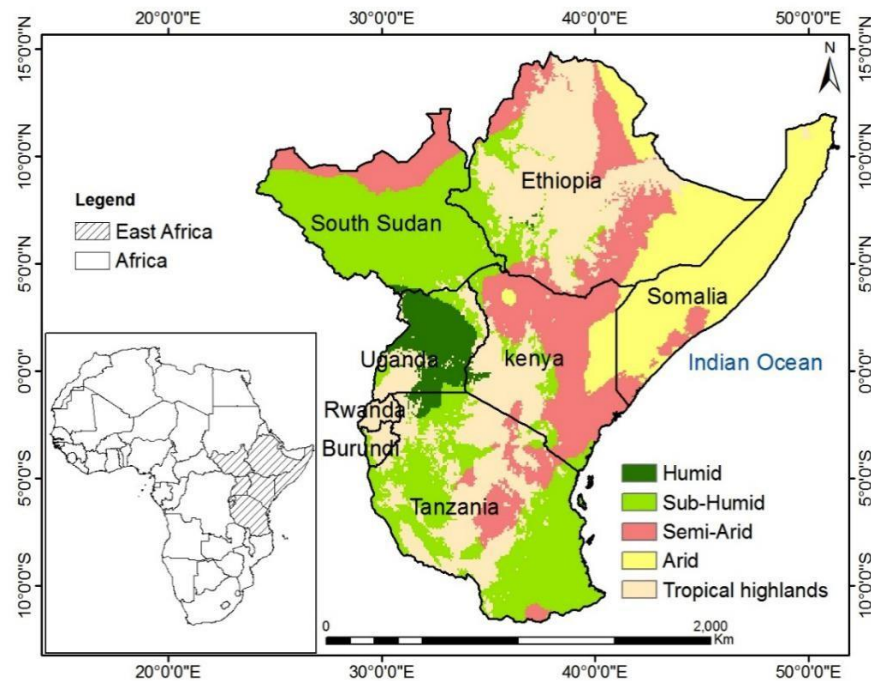 20°0'0"E 30°0'0"E 40°0'0"E 50°0'0"E
15°0'0"N
10°0'0"N
5°0'0"N
0°0'0"
5°0'0"S
10°0'0"S
N
Legend
East Africa
Africa
Ethiopia
South Sudan
Somalia
Uganda
kenya
Indian Ocean
Rwanda
Burundi
Tanzania
Humid
Sub-Humid
Semi-Arid
Arid
Tropical highlands
0 2,000
Km
15°0'0"N
10°0'0"N
5°0'0"N
0°0'0"
5°0'0"S
10°0'0"S
20°0'0"E 30°0'0"E 40°0'0"E 50°0'0"E